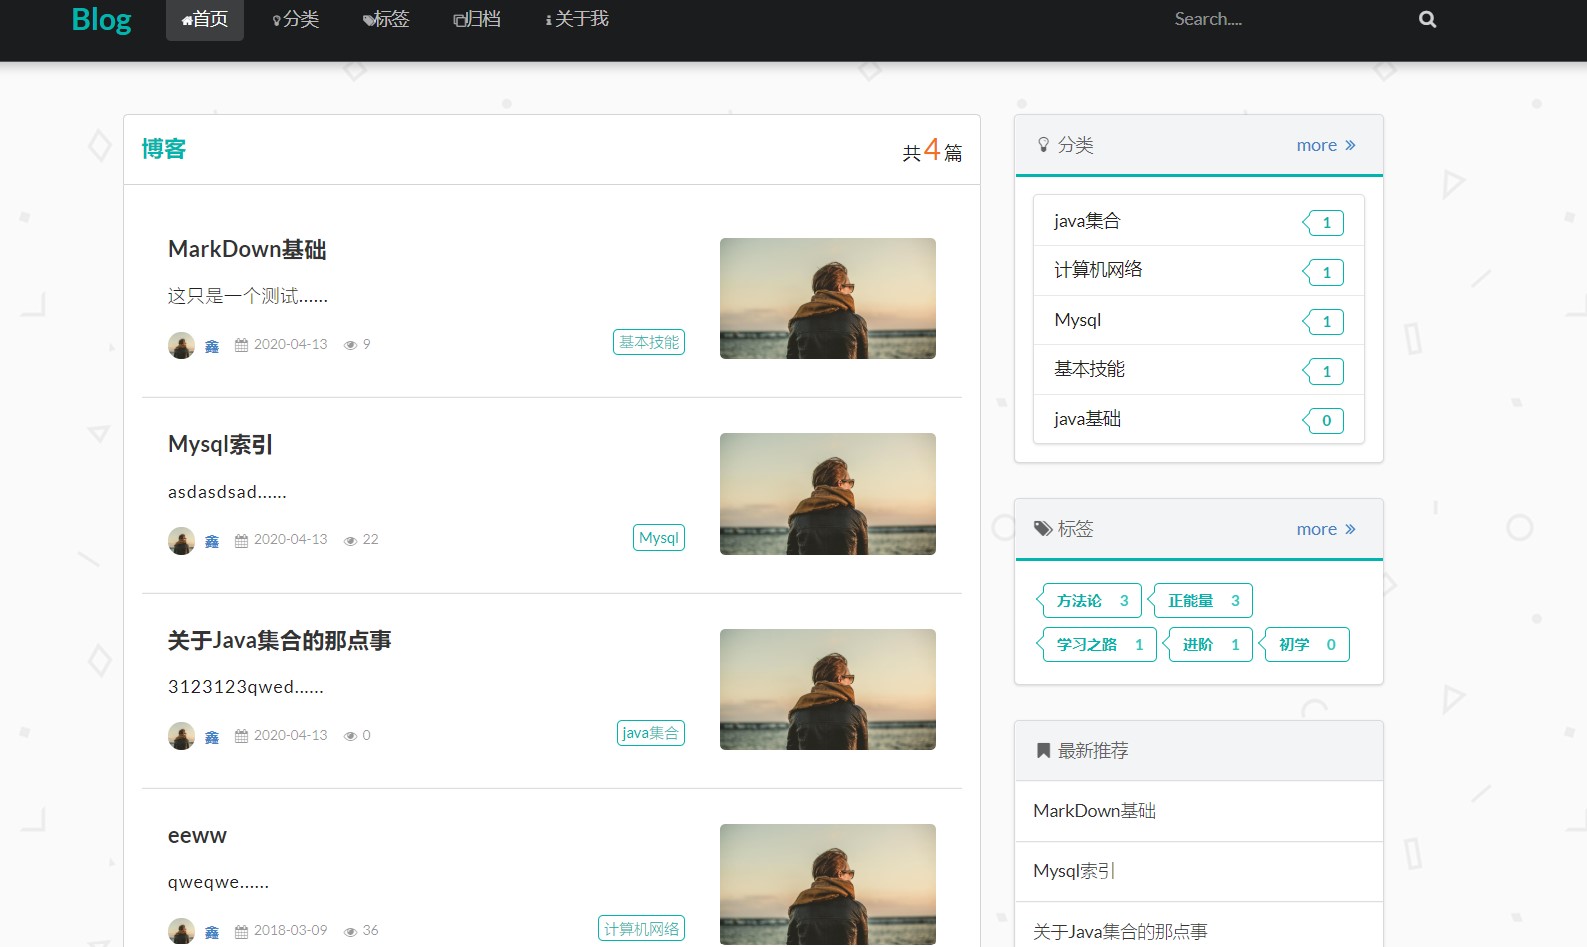 Blog 首页 分类 标签 归档 关于我 Search....
博客 共4篇
MarkDown基础
这只是一个测试......
鑫 2020-04-13 9 基本技能
Mysql索引
asdasdsad......
鑫 2020-04-13 22 Mysql
关于Java集合的那点事
3123123qwed......
鑫 2020-04-13 0 java集合
eeww
qweqwe......
鑫 2018-03-09 36 计算机网络
分类 more
java集合 1
计算机网络 1
Mysql 1
基本技能 1
java基础 0
标签 more
方法论 3 正能量 3
学习之路 1 进阶 1 初学 0
最新推荐
MarkDown基础
Mysql索引
关于Java集合的那点事